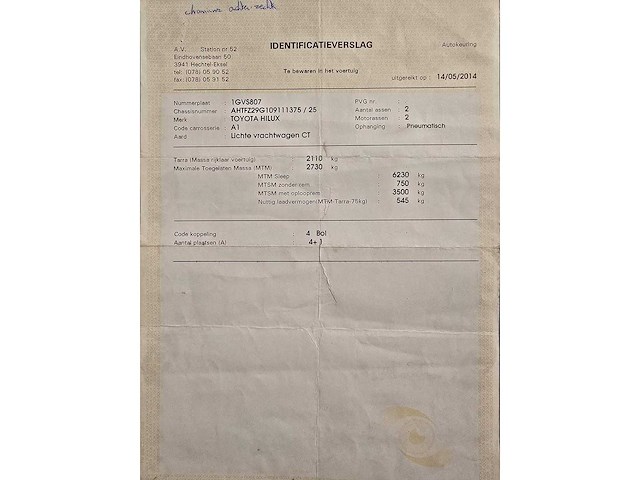 achter-recht
IDENTIFICATIEVERSLAG
Autokeuring
A.V. Station nr 52
Eindhovensebaan 50
3941 Hechtel-Eksel
tel: (078) 05 90 52
fax: (078) 05 91 52
Te bewaren in het voertuig
uitgereikt op : 14/05/2014
Nummerplaat : 1GVS807
PVG nr.
Chassisnummer : AHTFZ29G109111375 / 25
Aantal assen : 2
Merk : TOYOTA HILUX
Motorassen : 2
Code carrosserie : A1
Ophanging : Pneumatisch
Aard : Lichte vrachtwagen CT
Tarra (Massa rijklaar voertuig) : 2110 kg
Maximale Toegelaten Massa (MTM) : 2730 kg
MTM Sleep : 6230 kg
MTSM zonder rem : 750 kg
MTSM met oplooprem : 3500 kg
Nuttig laadvermogen(MTM-Tarra-75kg) : 545 kg
Code koppeling 4 Bol
Aantal plaatsen (A) 4+1